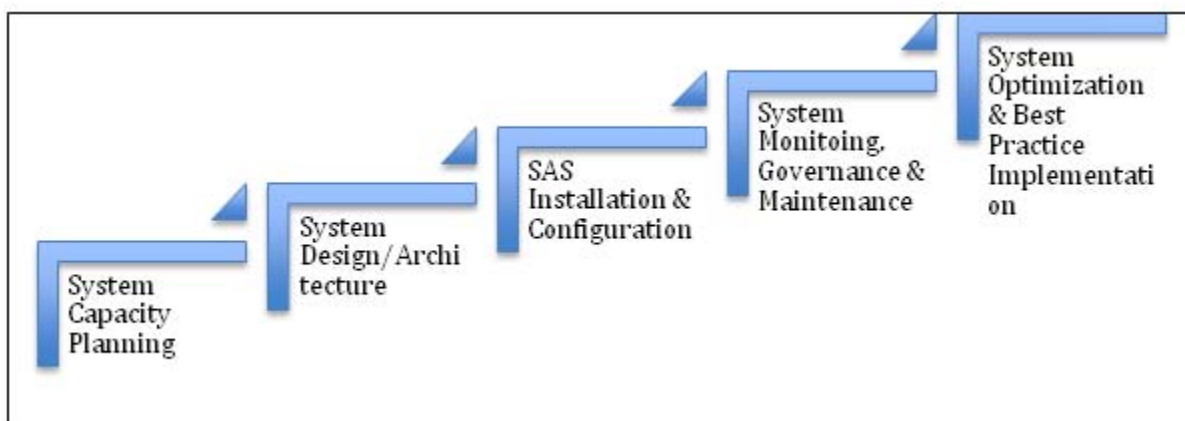 System
Capacity
Planning
System
Design/Archi
tecture
SAS
Installation &
Configuration
System
Monitoing,
Governance &
Maintenance
System
Optimization
& Best
Practice
Implementati
on